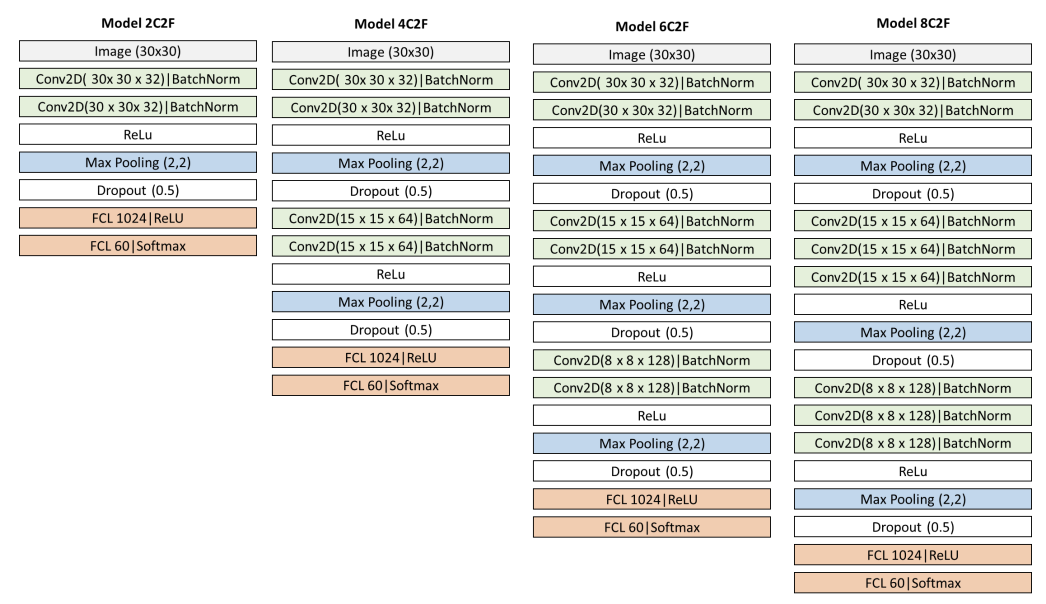 Model 2C2F
Image (30x30)
Conv2D( 30x 30 x 32)|BatchNorm
Conv2D(30 x 30x 32)|BatchNorm
ReLu
Max Pooling (2,2)
Dropout (0.5)
FCL 1024|ReLU
FCL 60|Softmax
Model 4C2F
Image (30x30)
Conv2D( 30x 30 x 32)|BatchNorm
Conv2D(30 x 30x 32)|BatchNorm
ReLu
Max Pooling (2,2)
Dropout (0.5)
Conv2D(15 x 15 x 64)|BatchNorm
Conv2D(15 x 15 x 64)|BatchNorm
ReLu
Max Pooling (2,2)
Dropout (0.5)
FCL 1024|ReLU
FCL 60|Softmax
Model 6C2F
Image (30x30)
Conv2D( 30x 30 x 32)|BatchNorm
Conv2D(30 x 30x 32)|BatchNorm
ReLu
Max Pooling (2,2)
Dropout (0.5)
Conv2D(15 x 15 x 64)|BatchNorm
Conv2D(15 x 15 x 64)|BatchNorm
ReLu
Max Pooling (2,2)
Dropout (0.5)
Conv2D(8 x 8 x 128)|BatchNorm
Conv2D(8 x 8 x 128)|BatchNorm
ReLu
Max Pooling (2,2)
Dropout (0.5)
FCL 1024|ReLU
FCL 60|Softmax
Model 8C2F
Image (30x30)
Conv2D( 30x 30 x 32)|BatchNorm
Conv2D(30 x 30x 32)|BatchNorm
ReLu
Max Pooling (2,2)
Dropout (0.5)
Conv2D(15 x 15 x 64)|BatchNorm
Conv2D(15 x 15 x 64)|BatchNorm
Conv2D(15 x 15 x 64)|BatchNorm
ReLu
Max Pooling (2,2)
Dropout (0.5)
Conv2D(8 x 8 x 128)|BatchNorm
Conv2D(8 x 8 x 128)|BatchNorm
Conv2D(8 x 8 x 128)|BatchNorm
ReLu
Max Pooling (2,2)
Dropout (0.5)
FCL 1024|ReLU
FCL 60|Softmax